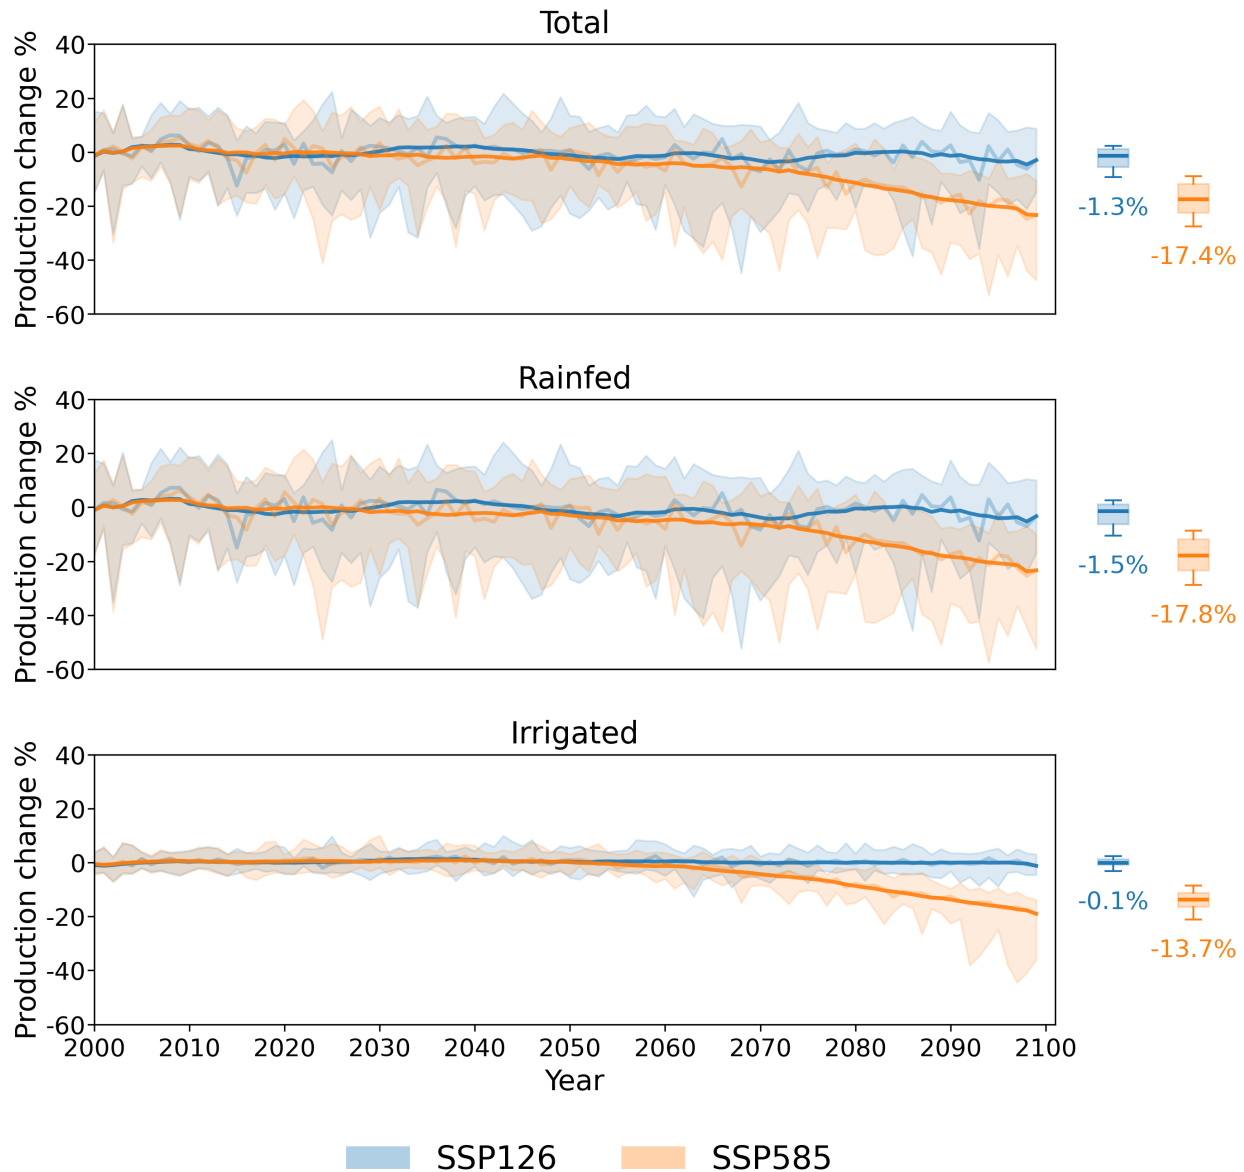 Total
Production change %
40
20
0
-20
-40
-60
-1.3%
-17.4%
Rainfed
Production change %
40
20
0
-20
-40
-60
-1.5%
-17.8%
Irrigated
Production change %
40
20
0
-20
-40
-60
-0.1%
-13.7%
2000 2010 2020 2030 2040 2050 2060 2070 2080 2090 2100
Year
SSP126 SSP585